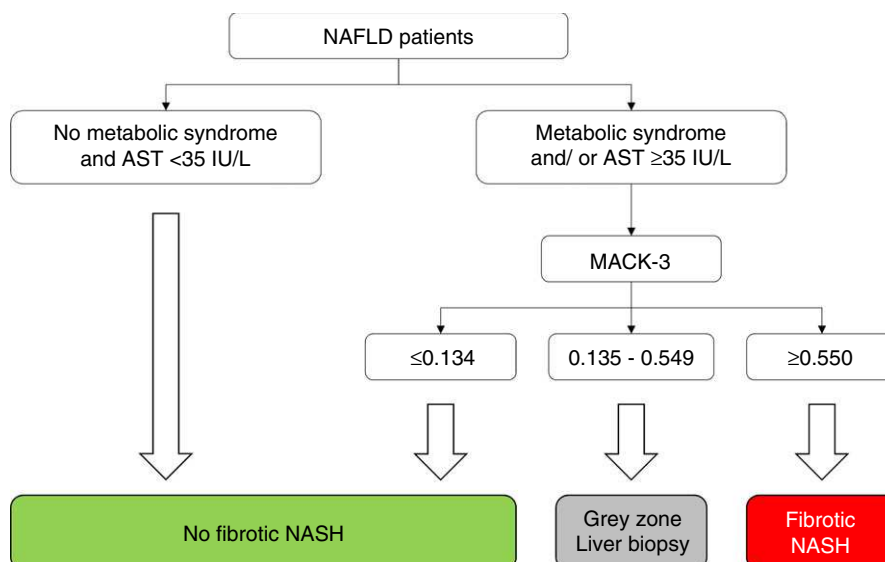 NAFLD patients
No metabolic syndrome
and AST <35 IU/L
Metabolic syndrome
and/ or AST ≥35 IU/L
MACK-3
≤0.134
0.135 - 0.549
≥0.550
No fibrotic NASH
Grey zone
Liver biopsy
Fibrotic
NASH